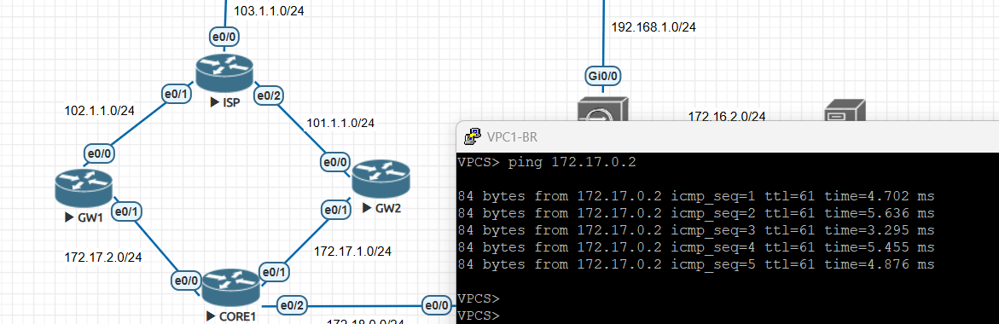 103.1.1.0/24
192.168.1.0/24
e0/0
Gi0/0
e0/1
e0/2
ISP
102.1.1.0/24
101.1.1.0/24
172.16.2.0/24
VPC1-BR
e0/0
e0/0
VPCS> ping 172.17.0.2
84 bytes from 172.17.0.2 icmp_seq=1 ttl=61 time=4.702 ms
84 bytes from 172.17.0.2 icmp_seq=2 ttl=61 time=5.636 ms
84 bytes from 172.17.0.2 icmp_seq=3 ttl=61 time=3.295 ms
84 bytes from 172.17.0.2 icmp_seq=4 ttl=61 time=5.455 ms
84 bytes from 172.17.0.2 icmp_seq=5 ttl=61 time=4.876 ms
VPCS>
VPCS>
GW1
e0/1
e0/1
GW2
172.17.2.0/24
172.17.1.0/24
e0/0
e0/1
CORE1
e0/2
e0/0
172.18.0.0/24